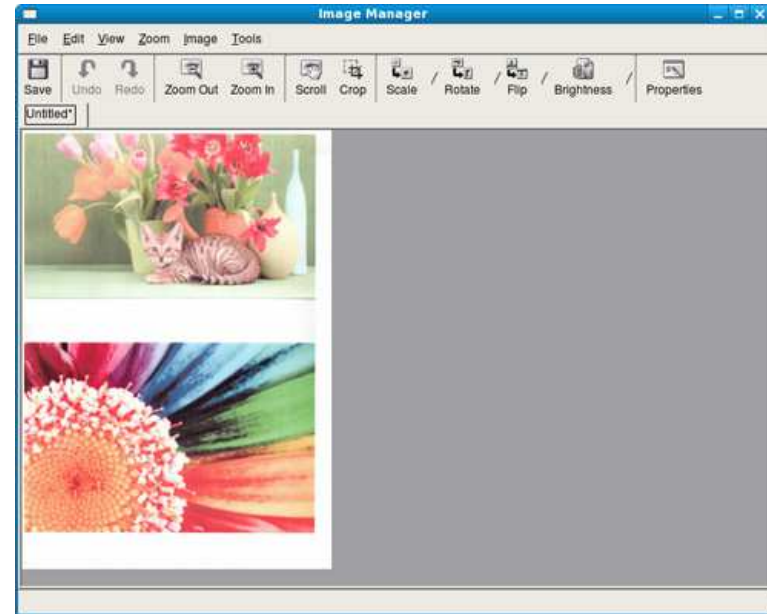 Image Manager
File Edit View Zoom Image Tools
Save Undo Redo Zoom Out Zoom In Scroll Crop Scale / Rotate / Flip / Brightness / Properties
Untitled*